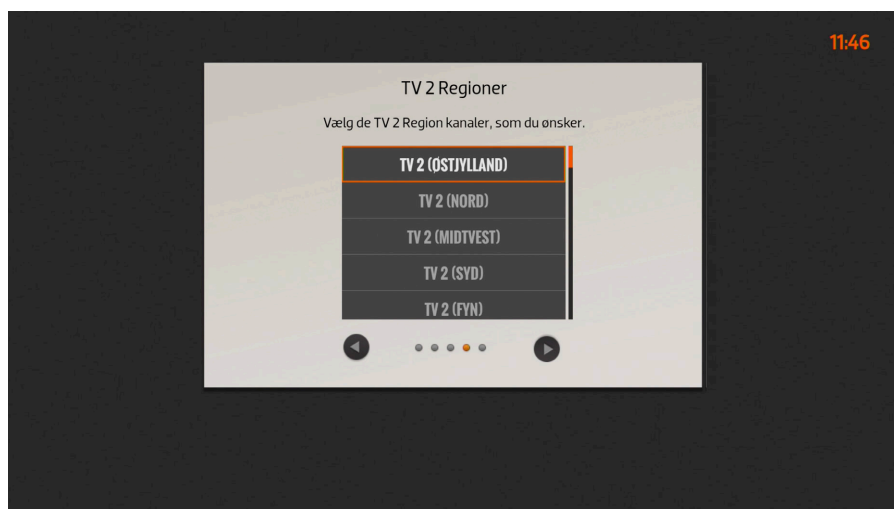 11:46
TV 2 Regioner
Vælg de TV 2 Region kanaler, som du ønsker.
TV 2 (ØSTJYLLAND)
TV 2 (NORD)
TV 2 (MIDTVEST)
TV 2 (SYD)
TV 2 (FYN)